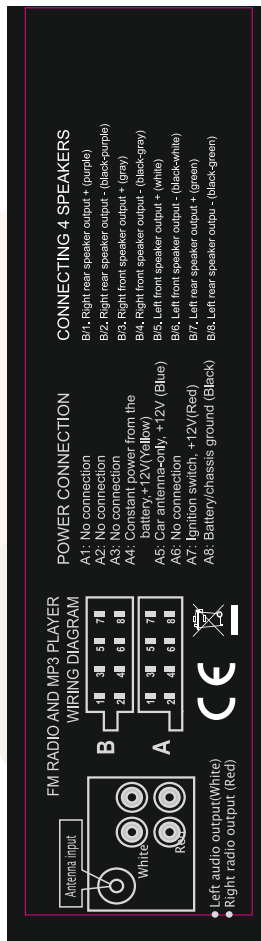 FM RADIO AND MP3 PLAYER
WIRING DIAGRAM
Antenna input
White
Red
● Left audio output(White)
● Right radio output (Red)
B
1 3 5 7
2 4 6 8
A
1 3 5 7
2 4 6 8
CE
POWER CONNECTION
A1: No connection
A2: No connection
A3: No connection
A4: Constant power from the
battery,+12V(Yellow)
A5: Car antenna-only, +12V (Blue)
A6: No connection
A7: Ignition switch, +12V(Red)
A8: Battery/chassis ground (Black)
CONNECTING 4 SPEAKERS
B/1. Right rear speaker output + (purple)
B/2. Right rear speaker output - (black-purple)
B/3. Right front speaker output + (gray)
B/4. Right front speaker output - (black-gray)
B/5. Left front speaker output + (white)
B/6. Left front speaker output - (black-white)
B/7. Left rear speaker output + (green)
B/8. Left rear speaker outpu - (black-green)